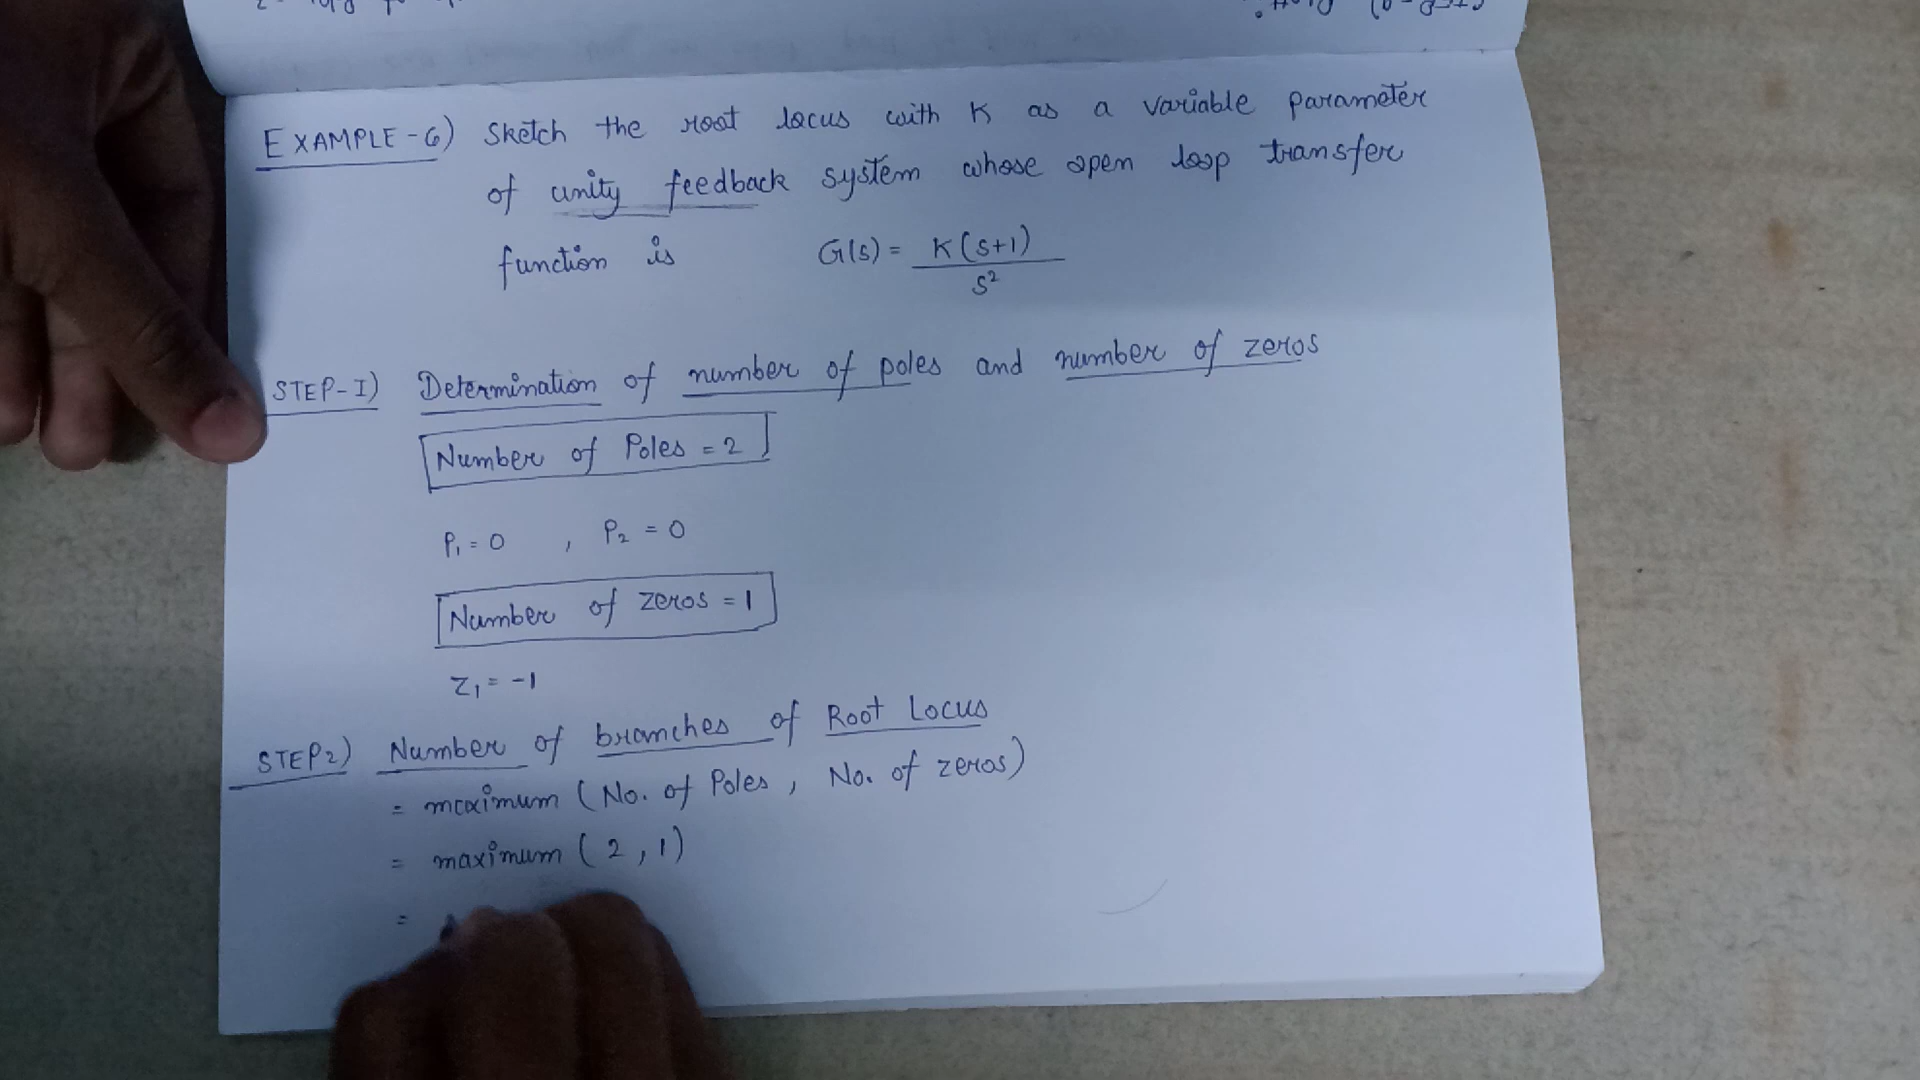 EXAMPLE-6) Sketch the root locus with K as a variable parameter
of unity feedback system whose open loop transfer
function is G(s) = K(s+1)
s²
STEP-I) Determination of number of poles and number of zeros
Number of Poles = 2
P₁ = 0 , P₂ = 0
Number of zeros = 1
Z₁ = -1
STEP2) Number of branches of Root Locus
= maximum (No. of Poles , No. of zeros)
= maximum (2, 1)
=